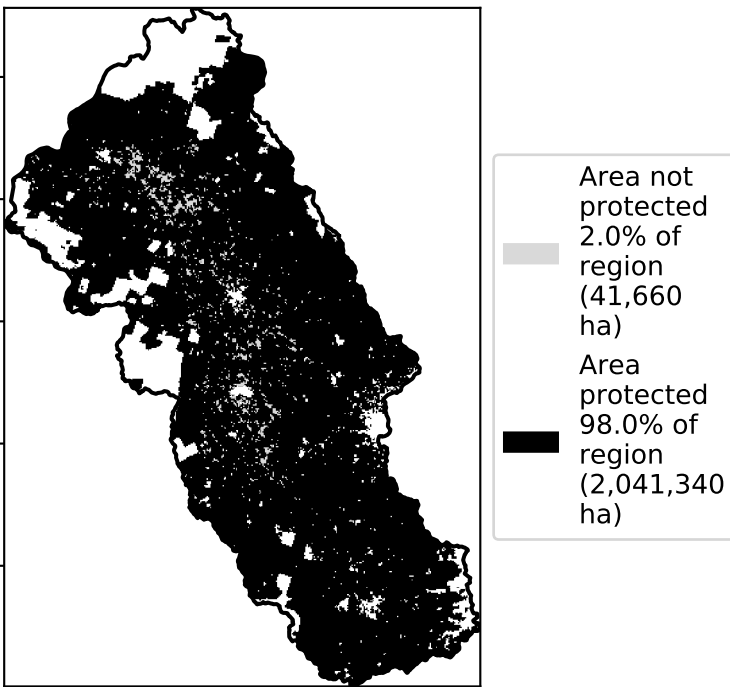 Area not
protected
2.0% of
region
(41,660
ha)
Area
protected
98.0% of
region
(2,041,340
ha)